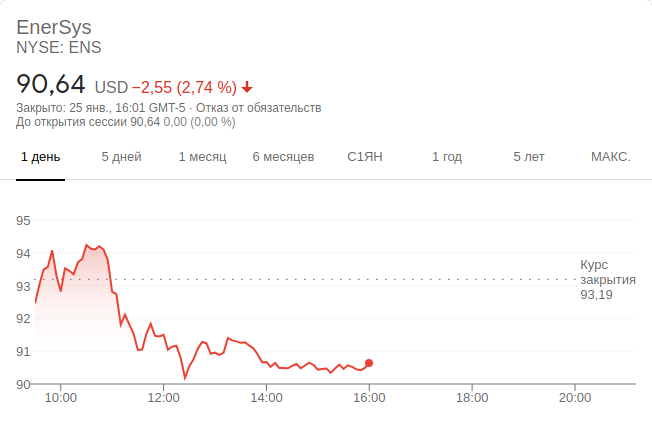 EnerSys
NYSE: ENS
90,64 USD −2,55 (2,74 %)
Закрыто: 25 янв., 16:01 GMT-5 · Отказ от обязательств
До открытия сессии 90,64 0,00 (0,00 %)
1 день 5 дней 1 месяц 6 месяцев С1ЯН 1 год 5 лет МАКС.
95
94
Курс
закрытия
93,19
93
92
91
90
10:00 12:00 14:00 16:00 18:00 20:00